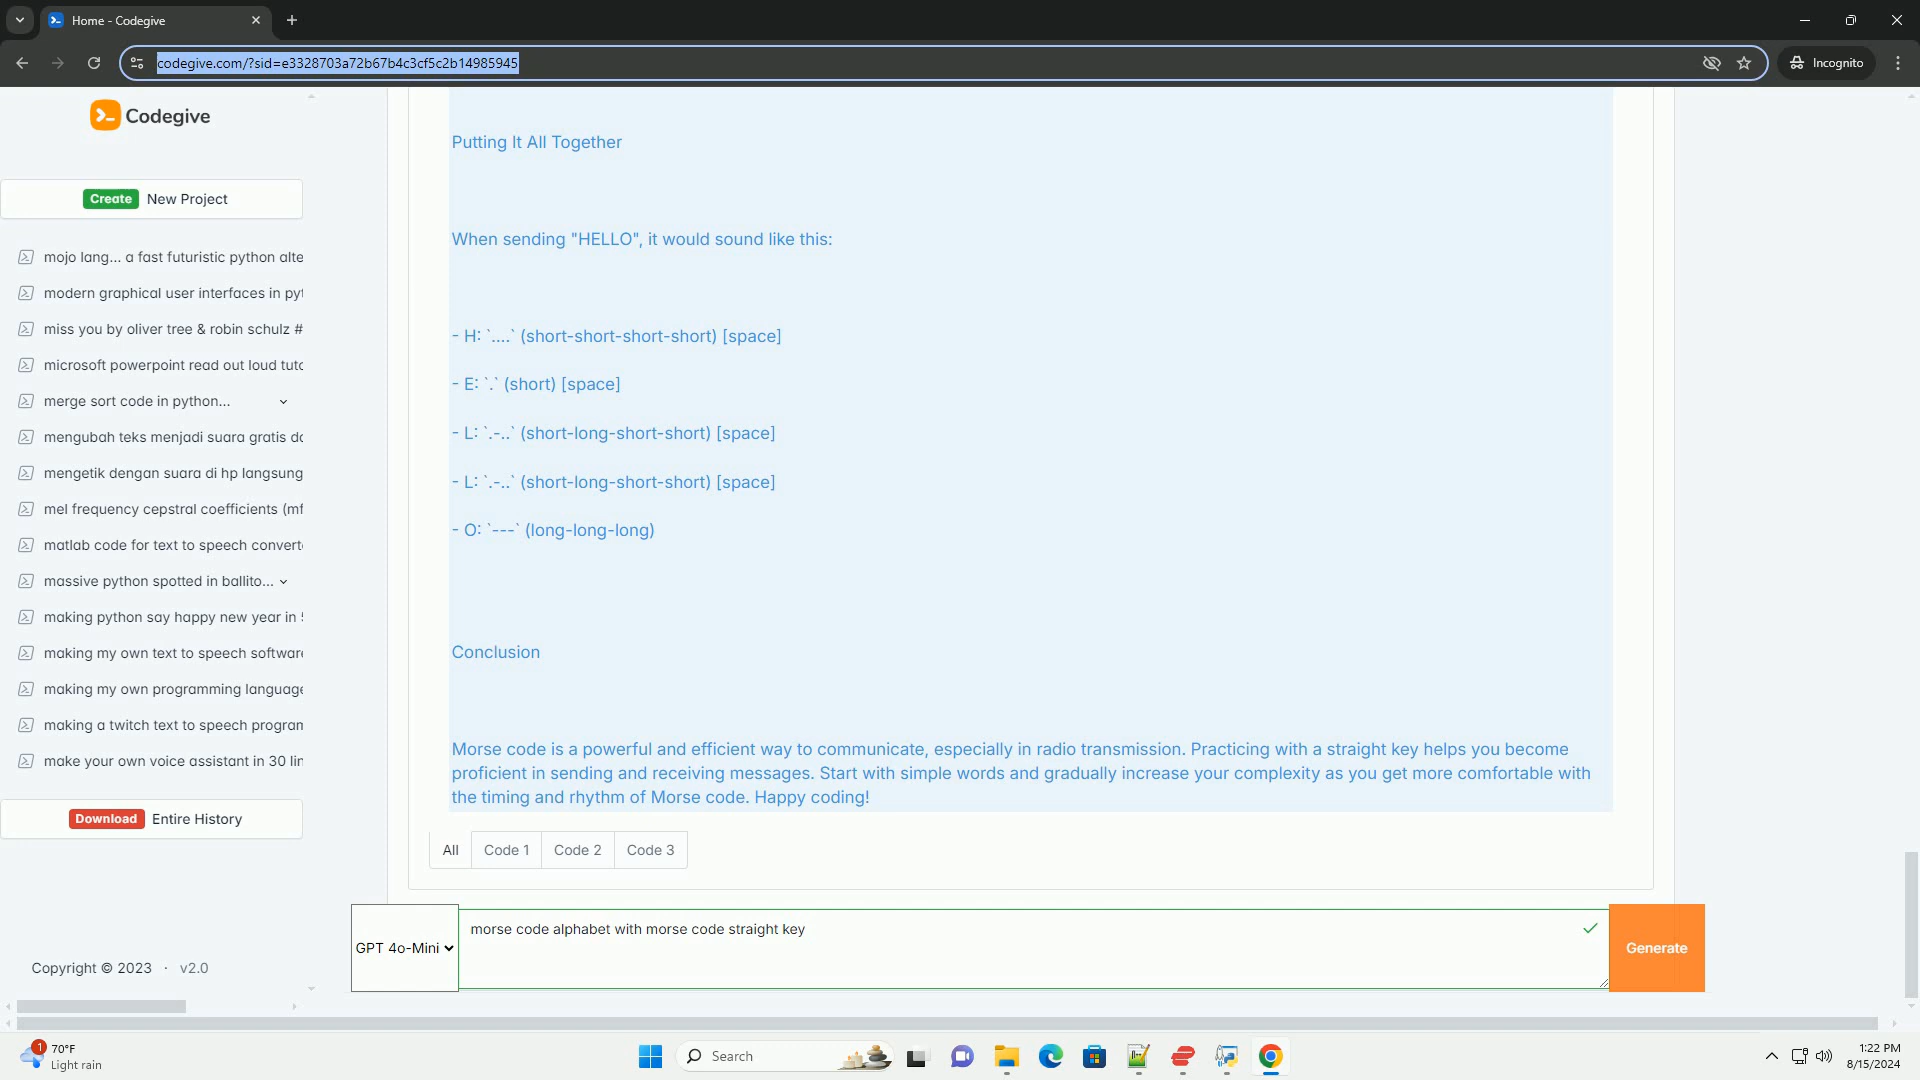 Home - Codegive
codegive.com/?sid=e3328703a72b67b4c3cf5c2b14985945
Incognito
Codegive
Create New Project
mojo lang... a fast futuristic python alte
modern graphical user interfaces in pyt
miss you by oliver tree & robin schulz #
microsoft powerpoint read out loud tuto
merge sort code in python...
mengubah teks menjadi suara gratis da
mengetik dengan suara di hp langsung
mel frequency cepstral coefficients (mf
matlab code for text to speech converte
massive python spotted in ballito...
making python say happy new year in 5
making my own text to speech software
making my own programming language
making a twitch text to speech program
make your own voice assistant in 30 lin
Download Entire History
Copyright © 2023 · v2.0
Putting It All Together
When sending "HELLO", it would sound like this:
- H: `....` (short-short-short-short) [space]
- E: `.` (short) [space]
- L: `.-..` (short-long-short-short) [space]
- L: `.-..` (short-long-short-short) [space]
- O: `---` (long-long-long)
Conclusion
Morse code is a powerful and efficient way to communicate, especially in radio transmission. Practicing with a straight key helps you become
proficient in sending and receiving messages. Start with simple words and gradually increase your complexity as you get more comfortable with
the timing and rhythm of Morse code. Happy coding!
All Code 1 Code 2 Code 3
GPT 4o-Mini
morse code alphabet with morse code straight key
Generate
1
70°F
Light rain
Search
1:22 PM
8/15/2024